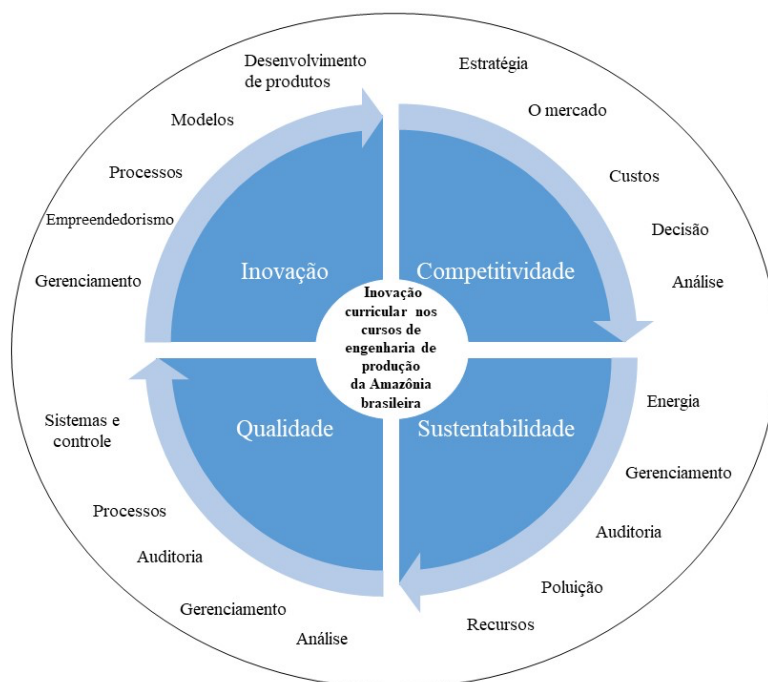 Desenvolvimento
de produtos
Modelos
Processos
Empreendedorismo
Gerenciamento
Inovação
Estratégia
O mercado
Custos
Decisão
Análise
Competitividade
Inovação
curricular nos
cursos de
engenharia de
produção
da Amazônia
brasileira
Sistemas e
controle
Processos
Auditoria
Gerenciamento
Análise
Qualidade
Sustentabilidade
Energia
Gerenciamento
Auditoria
Poluição
Recursos